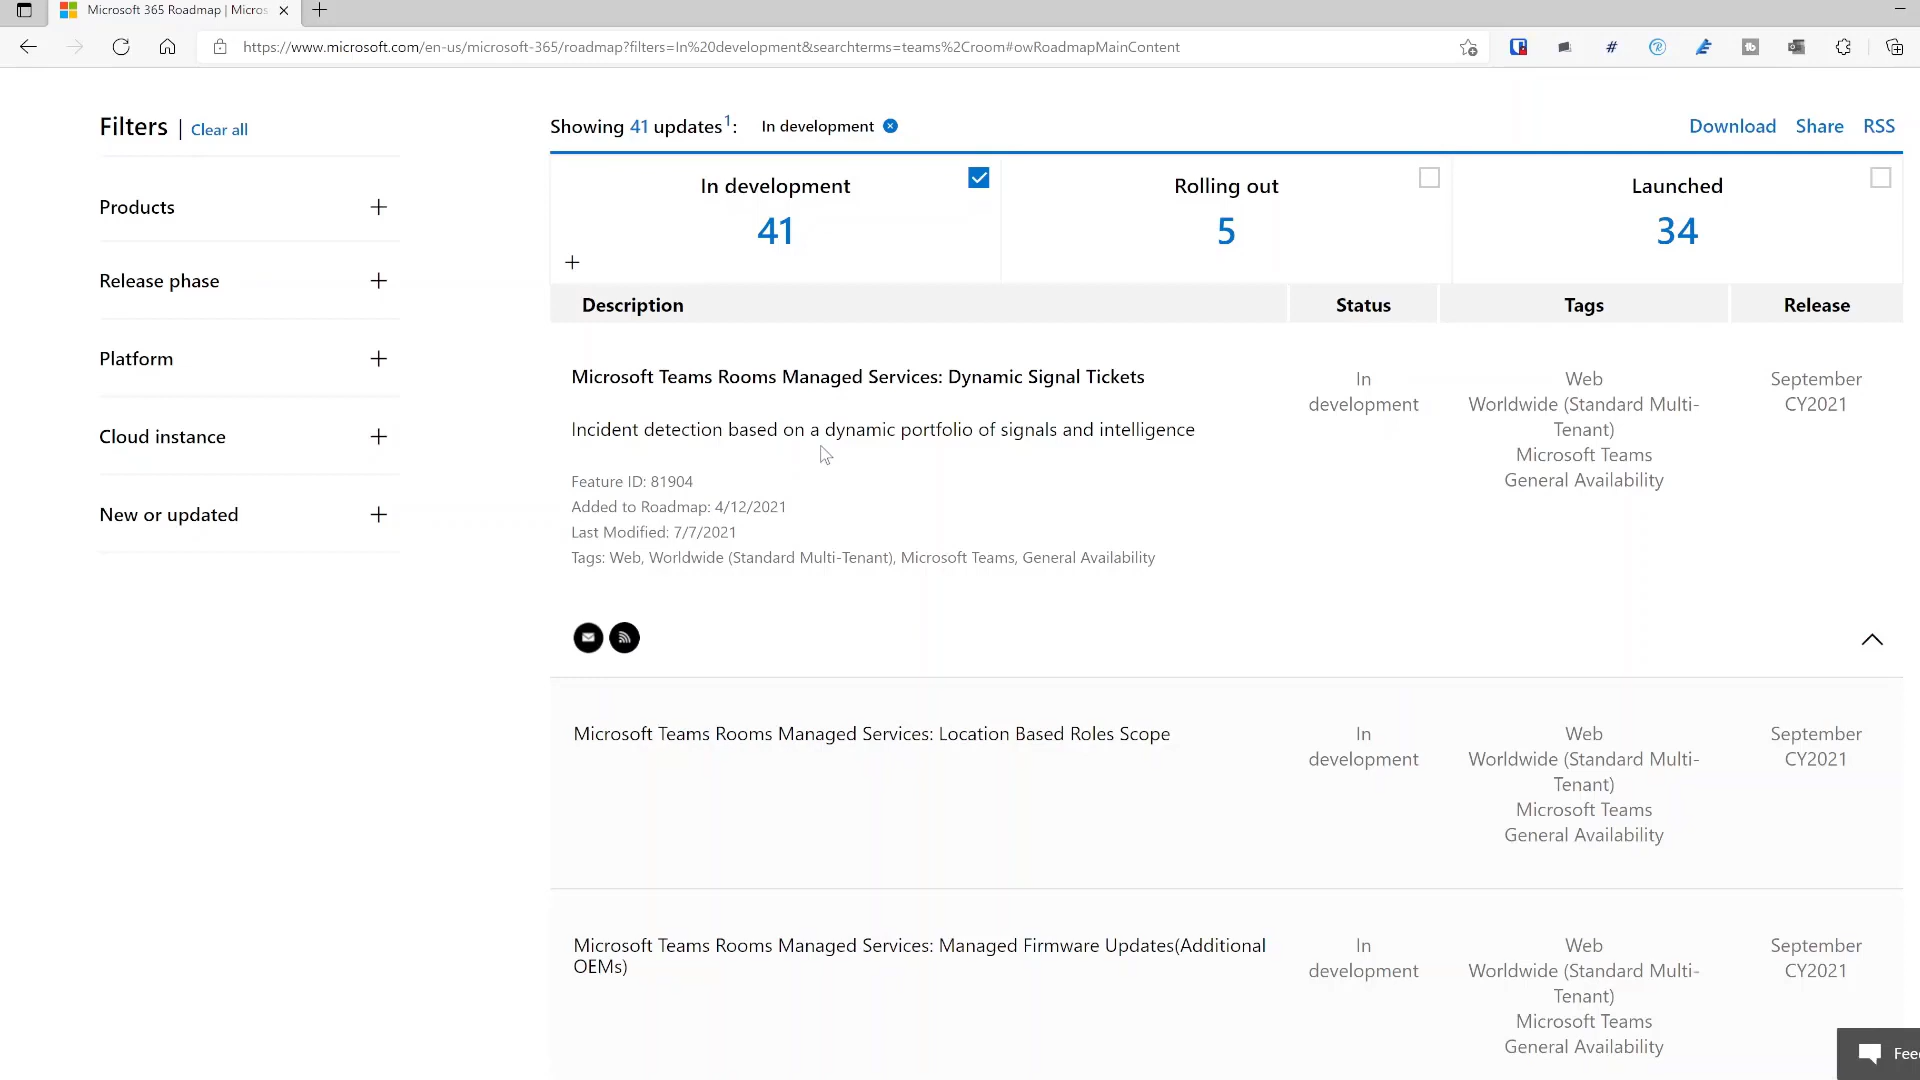 Microsoft 365 Roadmap | Micros
https://www.microsoft.com/en-us/microsoft-365/roadmap?filters=In%20development&searchterms=teams%2Croom#owRoadmapMainContent
Filters | Clear all
Products
Release phase
Platform
Cloud instance
New or updated
Showing 41 updates1: In development
Download Share RSS
In development
41
Rolling out
5
Launched
34
Description Status Tags Release
Microsoft Teams Rooms Managed Services: Dynamic Signal Tickets
Incident detection based on a dynamic portfolio of signals and intelligence
Feature ID: 81904
Added to Roadmap: 4/12/2021
Last Modified: 7/7/2021
Tags: Web, Worldwide (Standard Multi-Tenant), Microsoft Teams, General Availability
In
development
Web
Worldwide (Standard Multi-
Tenant)
Microsoft Teams
General Availability
September
CY2021
Microsoft Teams Rooms Managed Services: Location Based Roles Scope
In
development
Web
Worldwide (Standard Multi-
Tenant)
Microsoft Teams
General Availability
September
CY2021
Microsoft Teams Rooms Managed Services: Managed Firmware Updates(Additional
OEMs)
In
development
Web
Worldwide (Standard Multi-
Tenant)
Microsoft Teams
General Availability
September
CY2021
Fee